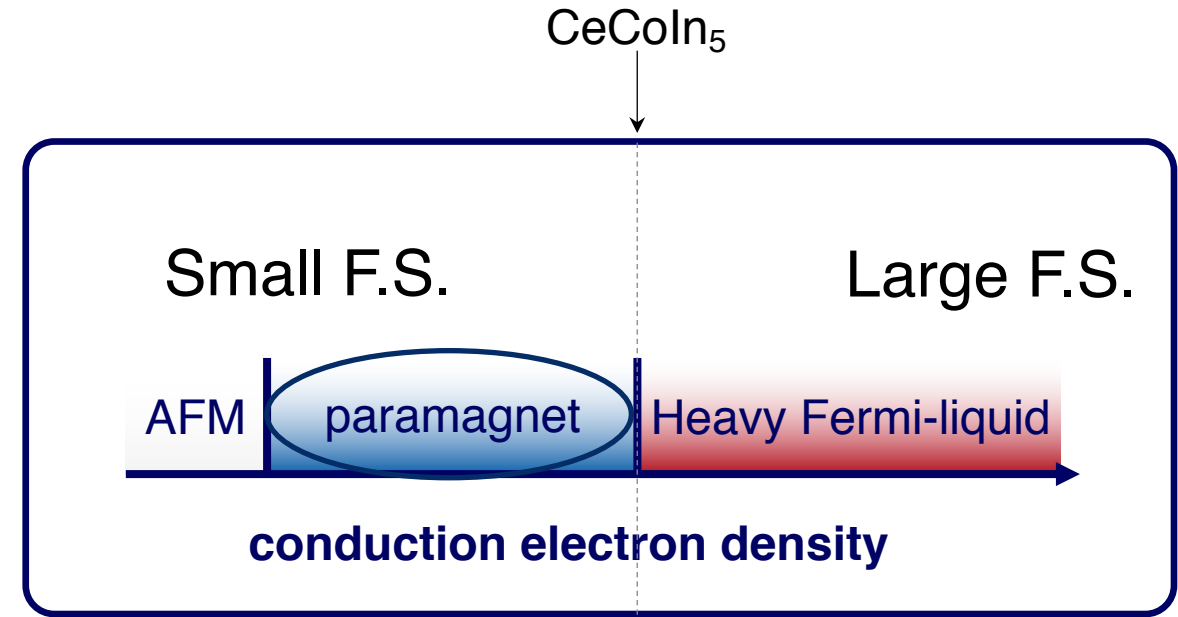 CeCoIn₅
Small F.S.
Large F.S.
AFM
paramagnet
Heavy Fermi-liquid
conduction electron density